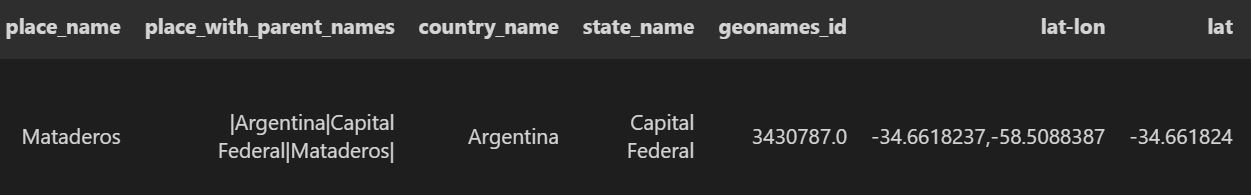 place_name place_with_parent_names country_name state_name geonames_id lat-lon lat
Mataderos |Argentina|Capital Federal|Mataderos| Argentina Capital Federal 3430787.0 -34.6618237,-58.5088387 -34.661824